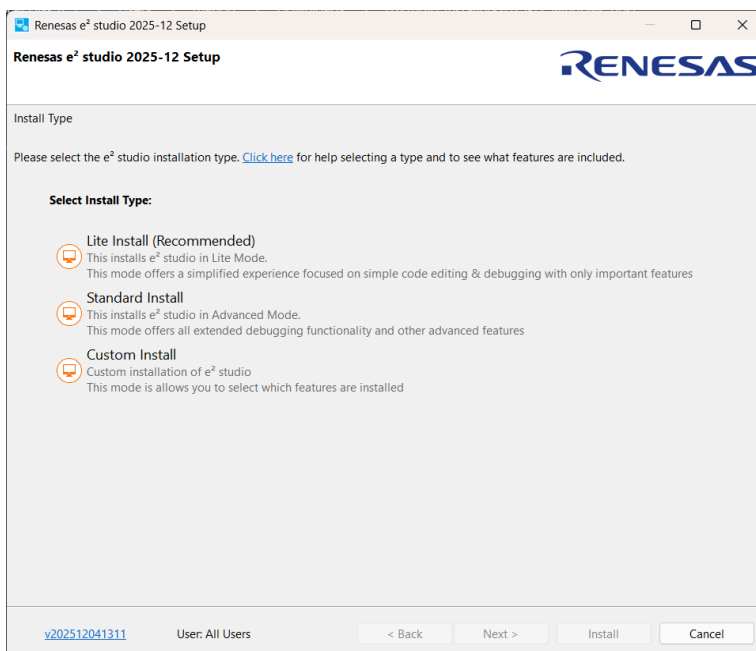 Renesas e² studio 2025-12 Setup
Renesas e² studio 2025-12 Setup
RENESAS
Install Type
Please select the e² studio installation type. Click here for help selecting a type and to see what features are included.
Select Install Type:
Lite Install (Recommended)
This installs e² studio in Lite Mode.
This mode offers a simplified experience focused on simple code editing & debugging with only important features
Standard Install
This installs e² studio in Advanced Mode.
This mode offers all extended debugging functionality and other advanced features
Custom Install
Custom installation of e² studio
This mode is allows you to select which features are installed
v202512041311 User: All Users < Back Next > Install Cancel